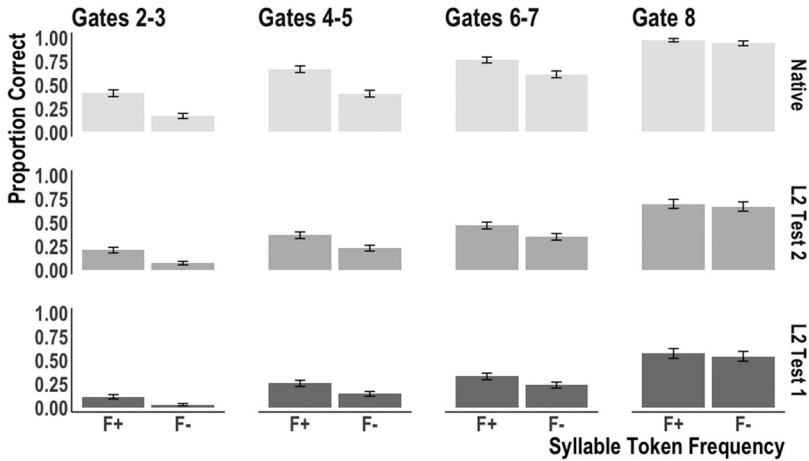 Gates 2-3 Gates 4-5 Gates 6-7 Gate 8
Proportion Correct
1.00
0.75
0.50
0.25
0.00
Native
1.00
0.75
0.50
0.25
0.00
L2 Test 2
1.00
0.75
0.50
0.25
0.00
L2 Test 1
F+ F- F+ F- F+ F- F+ F-
Syllable Token Frequency